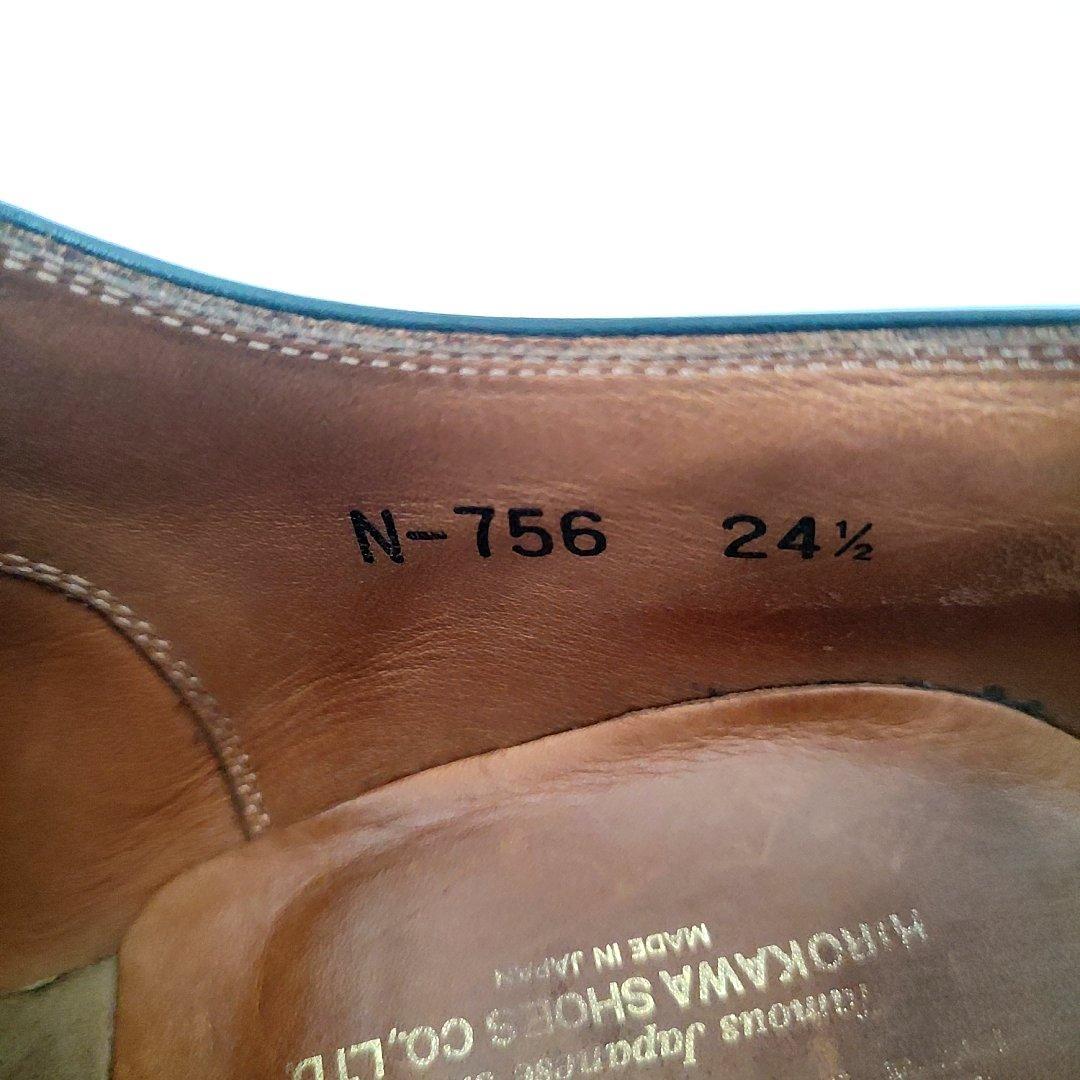 N-756 24½
famous Japanese
HIROKAWA SHOES CO.,LTD.
MADE IN JAPAN